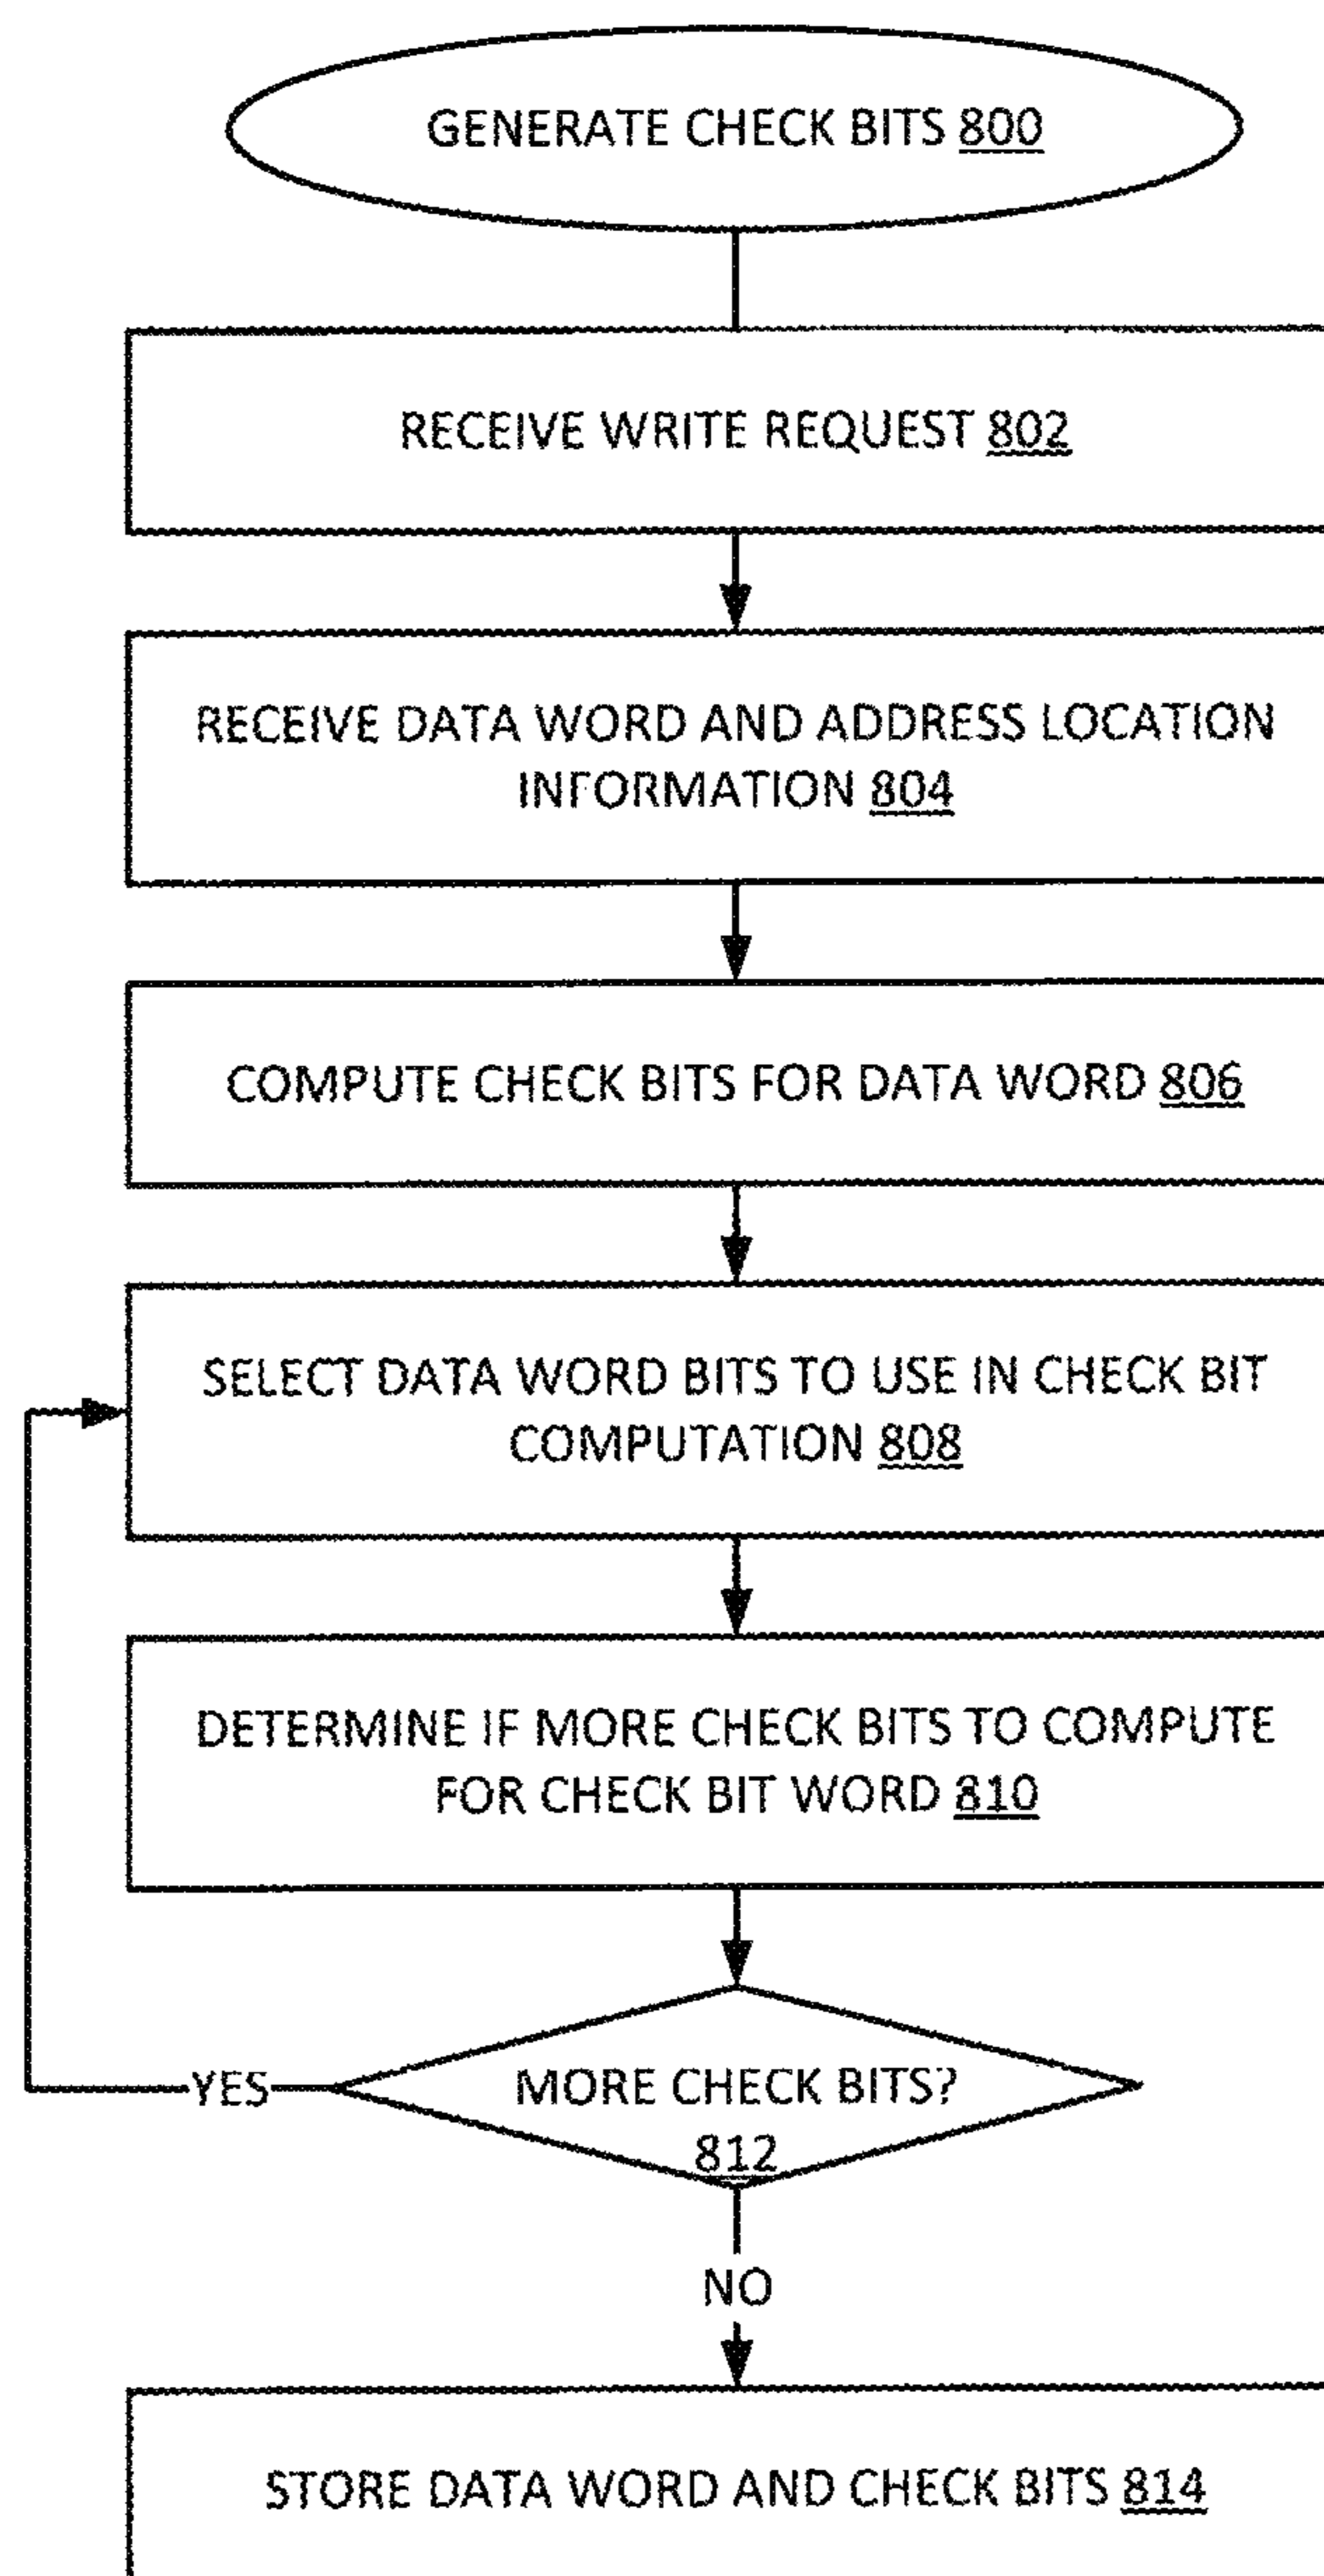 GENERATE CHECK BITS 800
RECEIVE WRITE REQUEST 802
RECEIVE DATA WORD AND ADDRESS LOCATION
INFORMATION 804
COMPUTE CHECK BITS FOR DATA WORD 806
SELECT DATA WORD BITS TO USE IN CHECK BIT
COMPUTATION 808
DETERMINE IF MORE CHECK BITS TO COMPUTE
FOR CHECK BIT WORD 810
YES
MORE CHECK BITS?
812
NO
STORE DATA WORD AND CHECK BITS 814